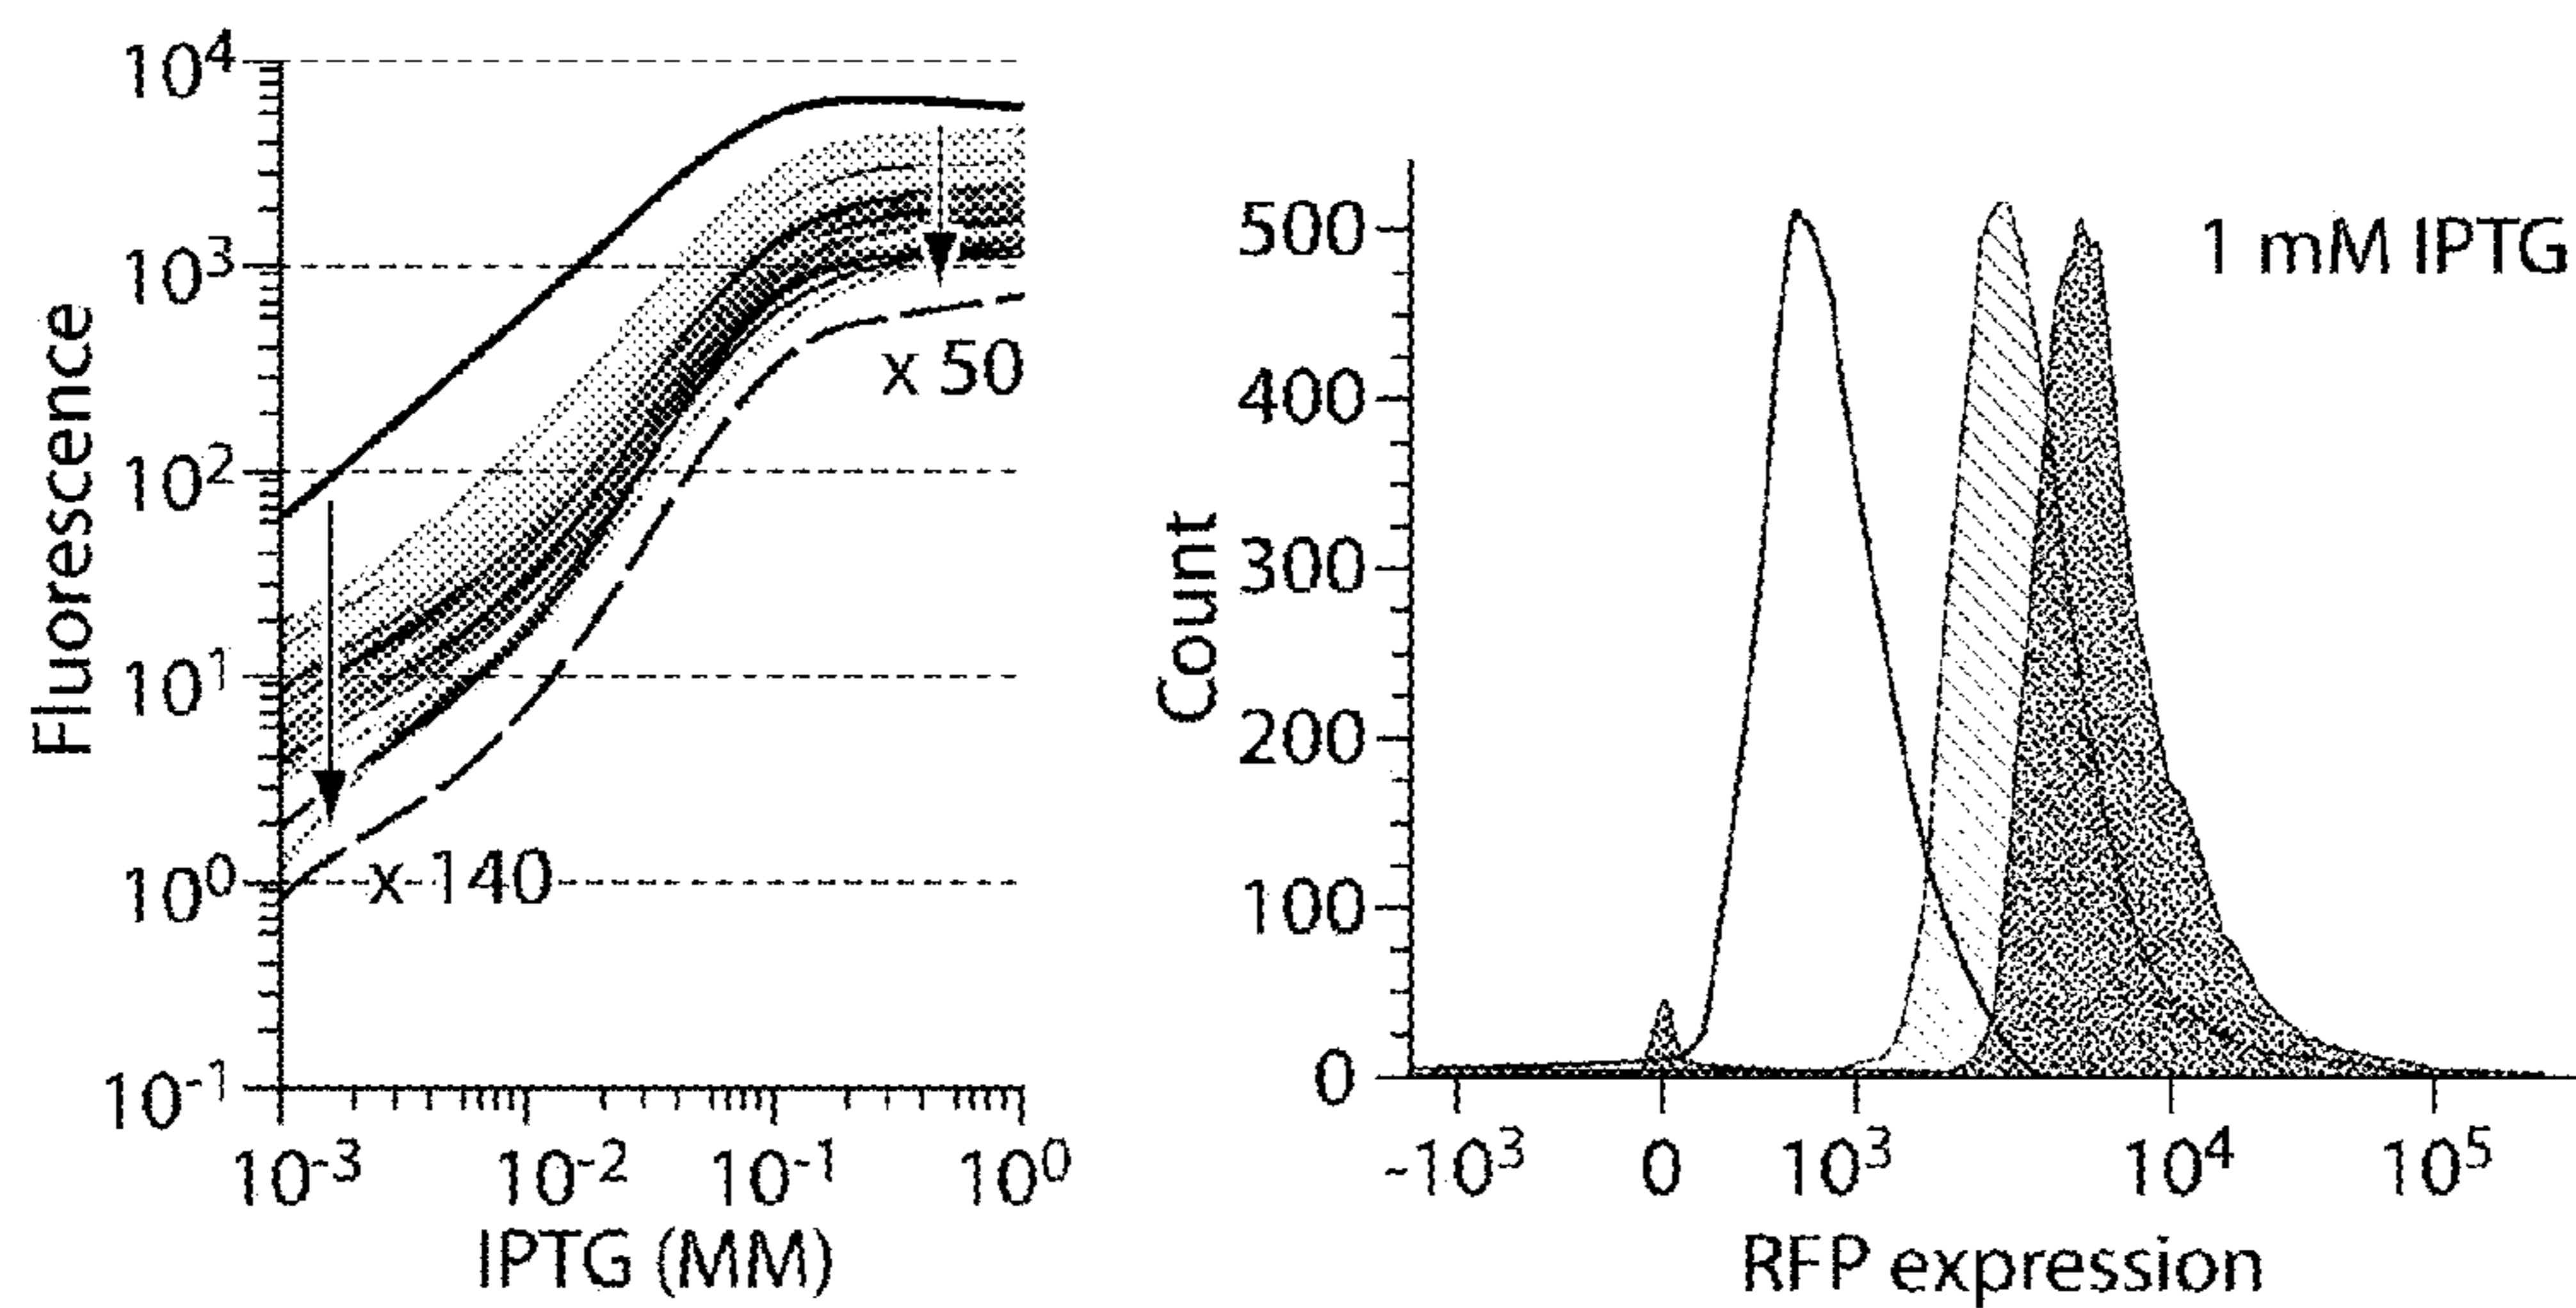 Fluorescence
10⁴
10³
10²
10¹
10⁰
10⁻¹
x 50
x 140
10⁻³ 10⁻² 10⁻¹ 10⁰
IPTG (MM)
Count
500
400
300
200
100
0
1 mM IPTG
-10³ 0 10³ 10⁴ 10⁵
RFP expression